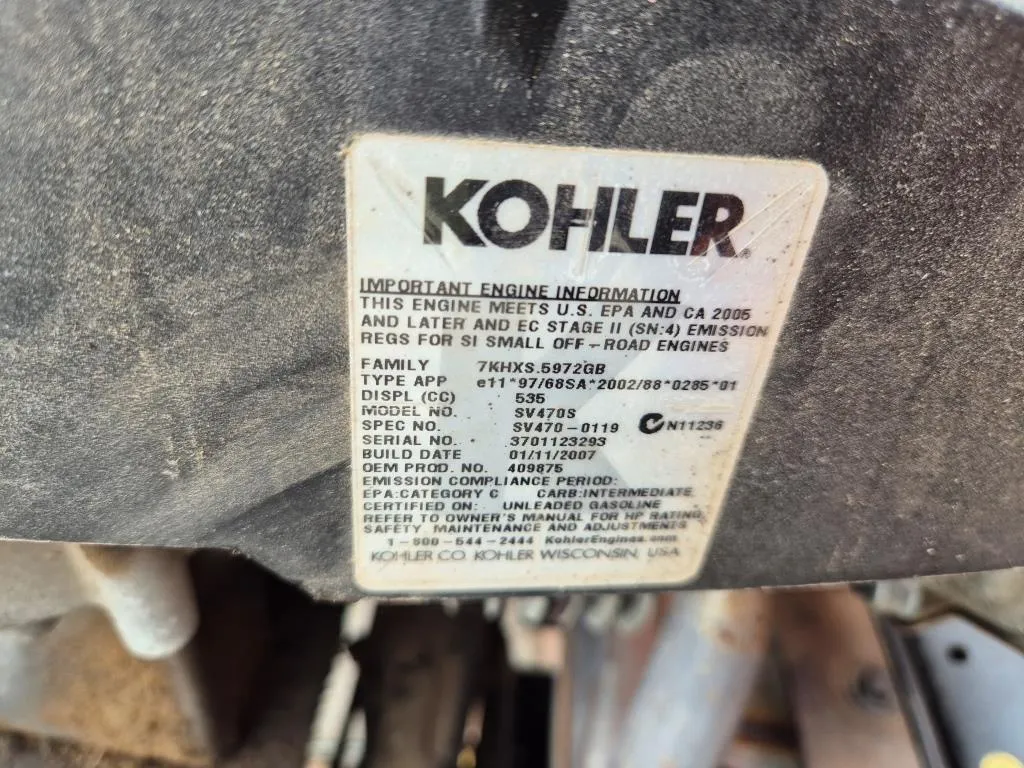 KOHLER®
IMPORTANT ENGINE INFORMATION
THIS ENGINE MEETS U.S. EPA AND CA 2005
AND LATER AND EC STAGE II (SN:4) EMISSION
REGS FOR SI SMALL OFF-ROAD ENGINES
FAMILY 7KHXS.5972GB
TYPE APP e11*97/68SA*2002/88*0285*01
DISPL (CC) 535
MODEL NO. SV470S
SPEC NO. SV470-0119 N11236
SERIAL NO. 3701123293
BUILD DATE 01/11/2007
OEM PROD. NO. 409875
EMISSION COMPLIANCE PERIOD:
EPA:CATEGORY C CARB:INTERMEDIATE
CERTIFIED ON: UNLEADED GASOLINE
REFER TO OWNER'S MANUAL FOR HP RATING,
SAFETY, MAINTENANCE AND ADJUSTMENTS
1-800-544-2444 KohlerEngines.com
KOHLER CO. KOHLER WISCONSIN, USA